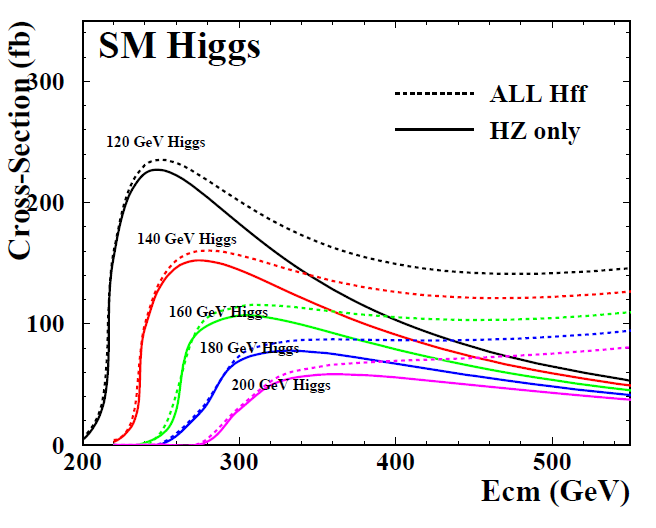 SM Higgs
Cross-Section (fb)
ALL Hff
HZ only
120 GeV Higgs
140 GeV Higgs
160 GeV Higgs
180 GeV Higgs
200 GeV Higgs
300
200
100
0
200
300
400
500
Ecm (GeV)